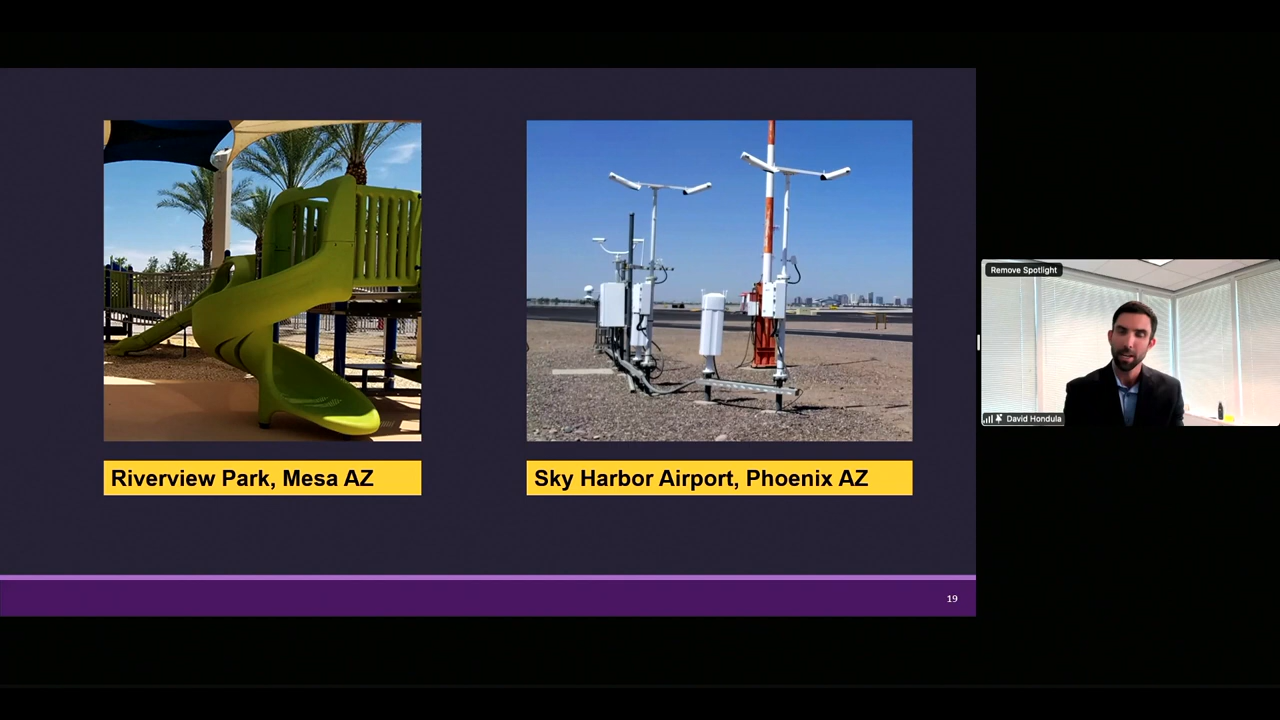 Riverview Park, Mesa AZ
Sky Harbor Airport, Phoenix AZ
19
Remove Spotlight
David Hondula